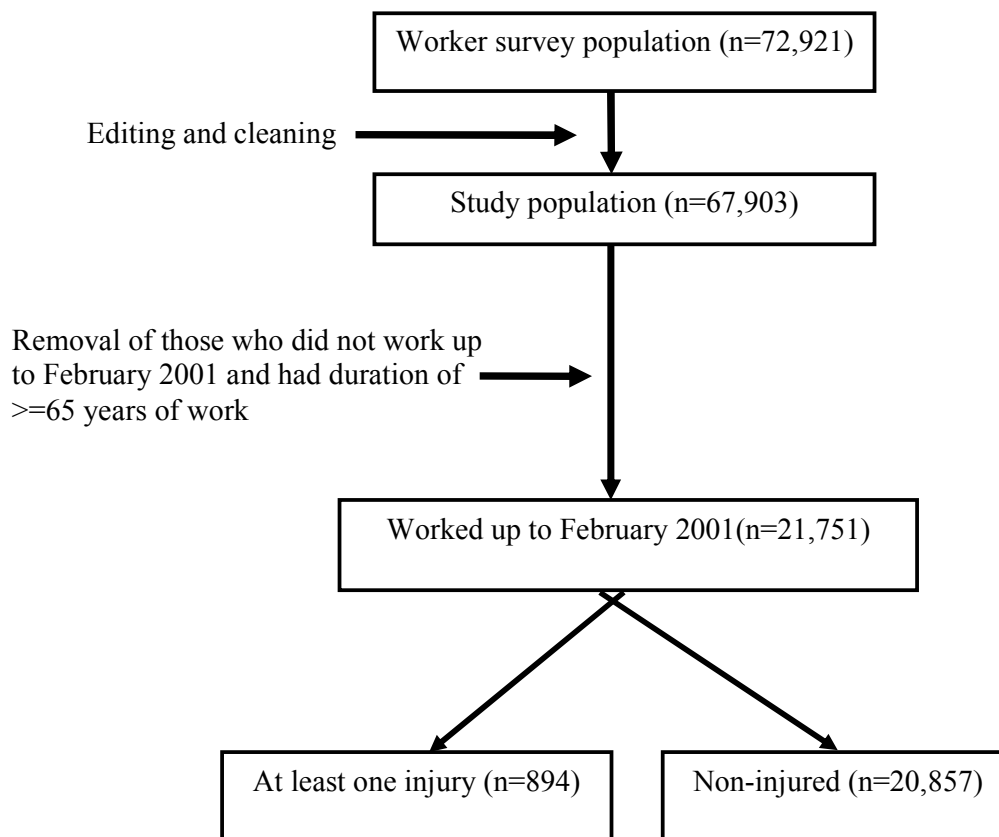 Worker survey population (n=72,921)
Editing and cleaning
Study population (n=67,903)
Removal of those who did not work up
to February 2001 and had duration of
>=65 years of work
Worked up to February 2001(n=21,751)
At least one injury (n=894)
Non-injured (n=20,857)